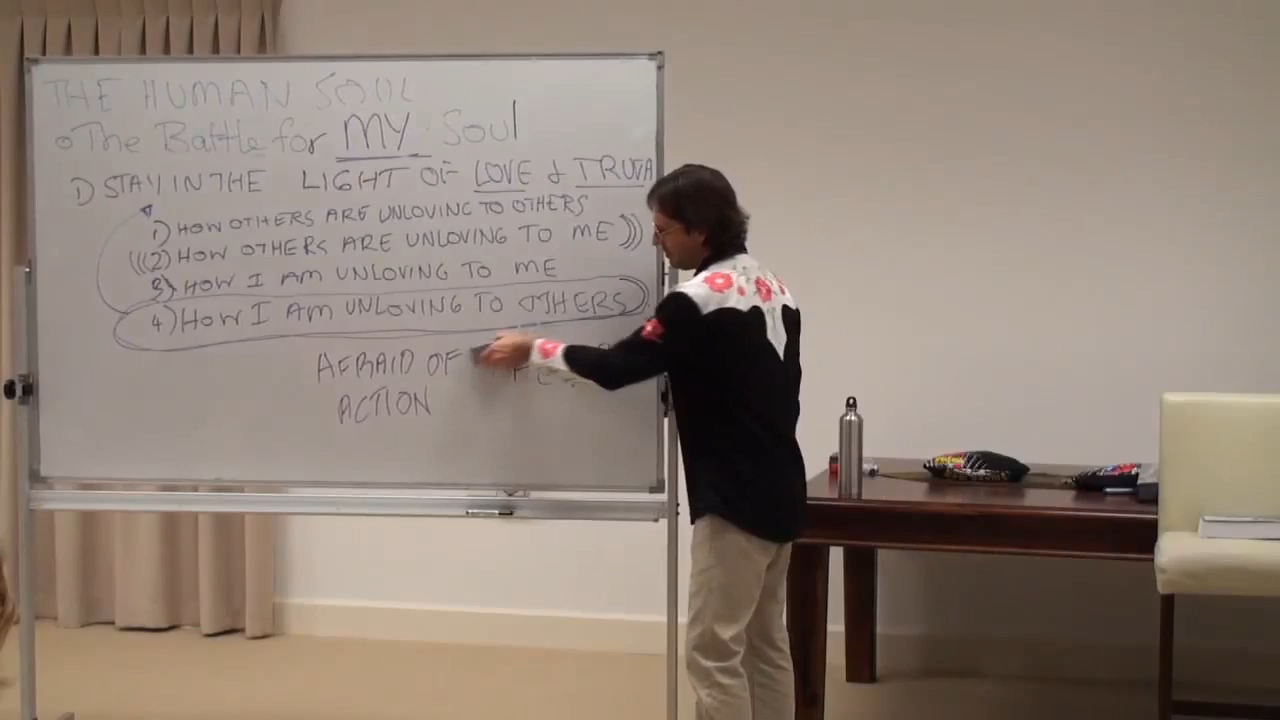 THE HUMAN SOUL
The Battle for MY Soul
1) STAY IN THE LIGHT OF LOVE & TRUTH
1) HOW OTHERS ARE UNLOVING TO OTHERS
(((2) HOW OTHERS ARE UNLOVING TO ME)))
3) HOW I AM UNLOVING TO ME
4) HOW I AM UNLOVING TO OTHERS
AFRAID OF
ACTION